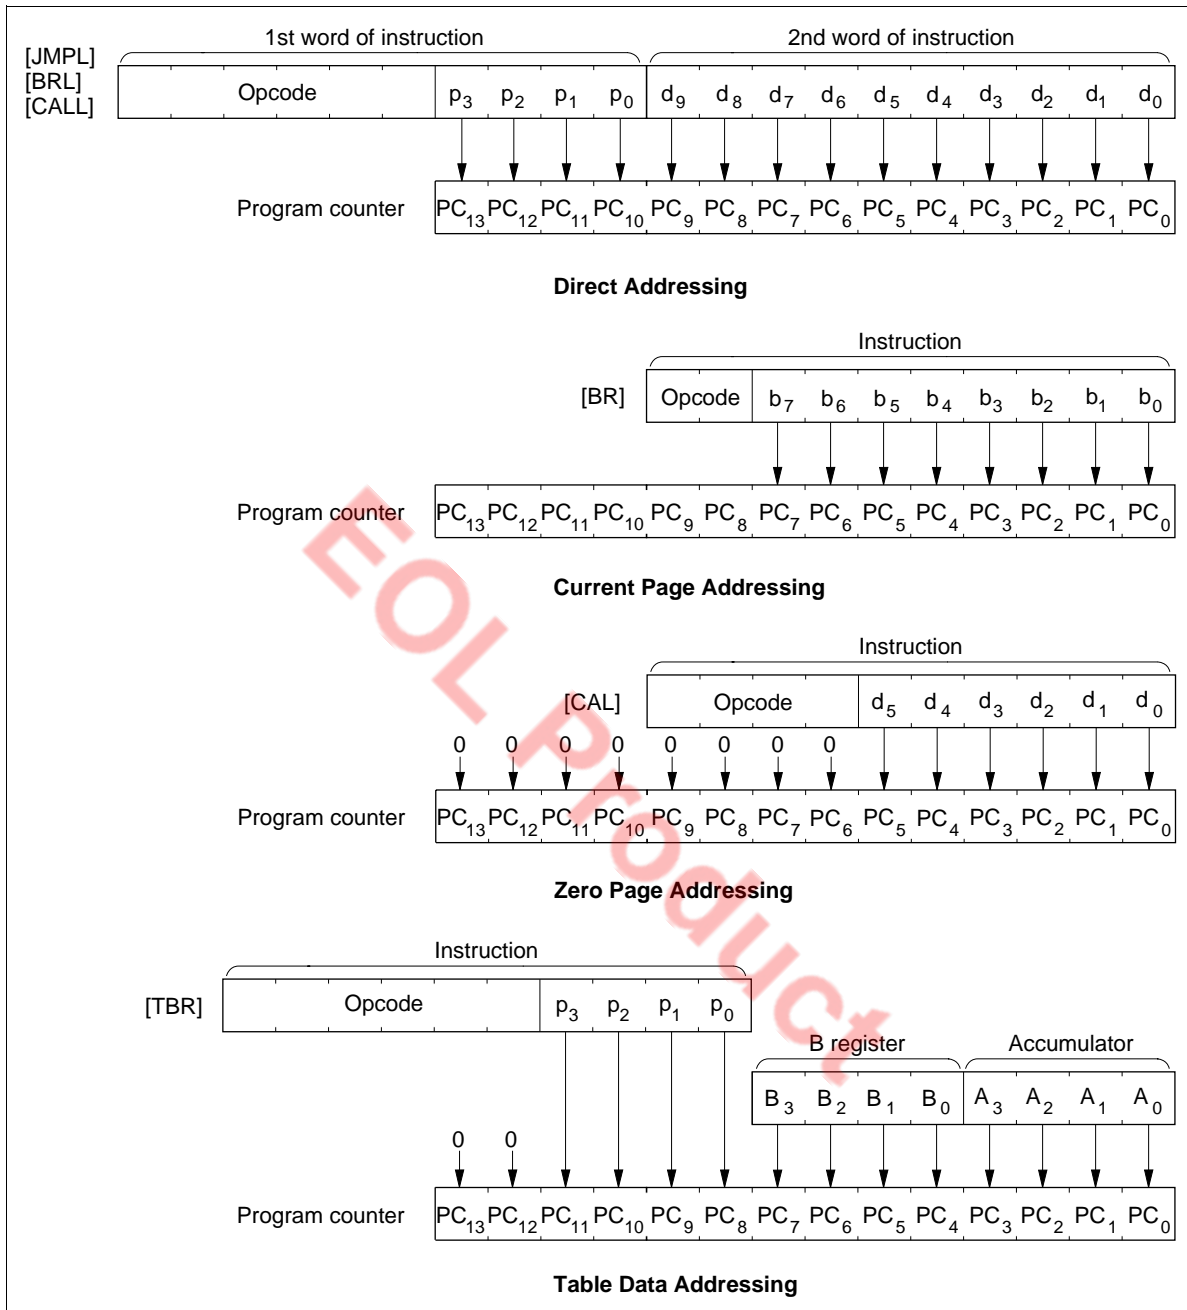 1st word of instruction 2nd word of instruction
[JMPL]
[BRL]
[CALL]
Opcode p3 p2 p1 p0 d9 d8 d7 d6 d5 d4 d3 d2 d1 d0
Program counter PC13 PC12 PC11 PC10 PC9 PC8 PC7 PC6 PC5 PC4 PC3 PC2 PC1 PC0
Direct Addressing
Instruction
[BR] Opcode b7 b6 b5 b4 b3 b2 b1 b0
Program counter PC13 PC12 PC11 PC10 PC9 PC8 PC7 PC6 PC5 PC4 PC3 PC2 PC1 PC0
Current Page Addressing
Instruction
[CAL] Opcode d5 d4 d3 d2 d1 d0
0 0 0 0 0 0 0 0
Program counter PC13 PC12 PC11 PC10 PC9 PC8 PC7 PC6 PC5 PC4 PC3 PC2 PC1 PC0
Zero Page Addressing
Instruction
[TBR] Opcode p3 p2 p1 p0
B register Accumulator
B3 B2 B1 B0 A3 A2 A1 A0
0 0
Program counter PC13 PC12 PC11 PC10 PC9 PC8 PC7 PC6 PC5 PC4 PC3 PC2 PC1 PC0
Table Data Addressing
EOL Product